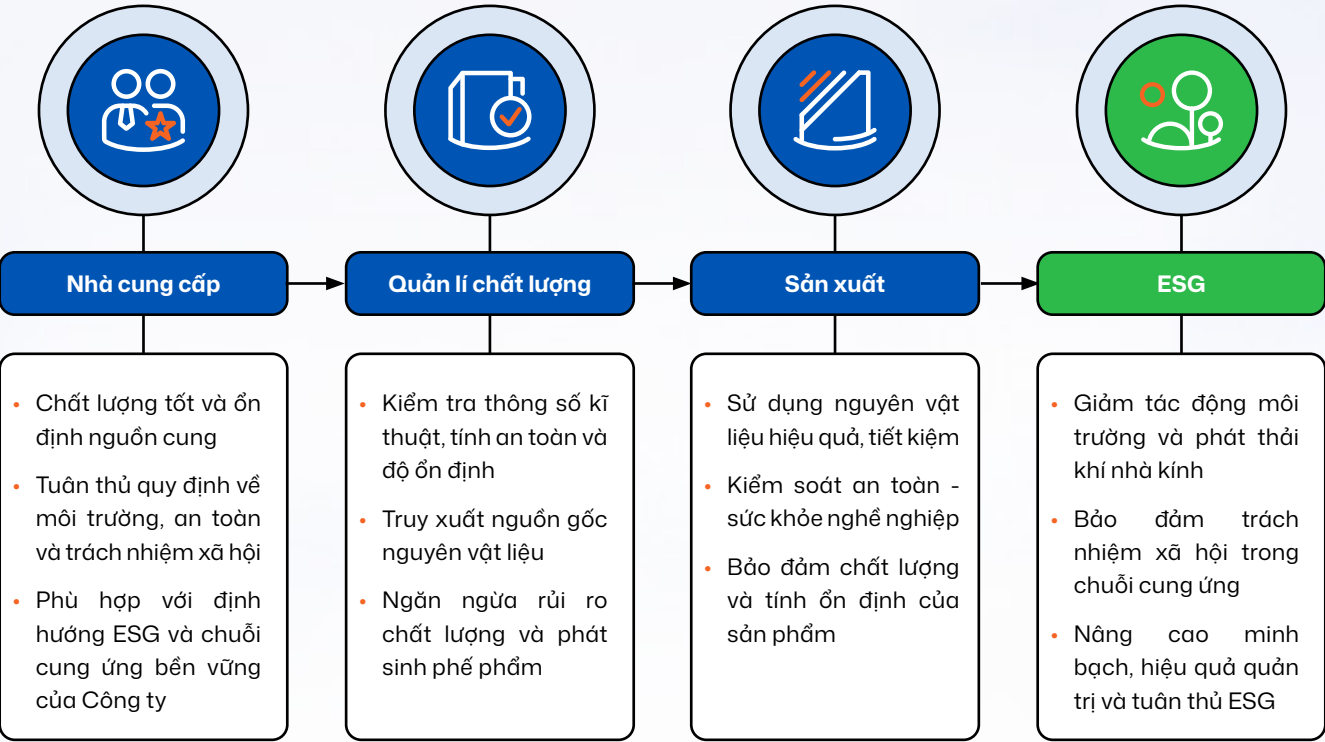 Nhà cung cấp
Chất lượng tốt và ổn
định nguồn cung
Tuân thủ quy định về
môi trường, an toàn
và trách nhiệm xã hội
Phù hợp với định
hướng ESG và chuỗi
cung ứng bền vững
của Công ty
Quản lí chất lượng
Kiểm tra thông số kĩ
thuật, tính an toàn và
độ ổn định
Truy xuất nguồn gốc
nguyên vật liệu
Ngăn ngừa rủi ro
chất lượng và phát
sinh phế phẩm
Sản xuất
Sử dụng nguyên vật
liệu hiệu quả, tiết kiệm
Kiểm soát an toàn -
sức khỏe nghề nghiệp
Bảo đảm chất lượng
và tính ổn định của
sản phẩm
ESG
Giảm tác động môi
trường và phát thải
khí nhà kính
Bảo đảm trách
nhiệm xã hội trong
chuỗi cung ứng
Nâng cao minh
bạch, hiệu quả quản
trị và tuân thủ ESG